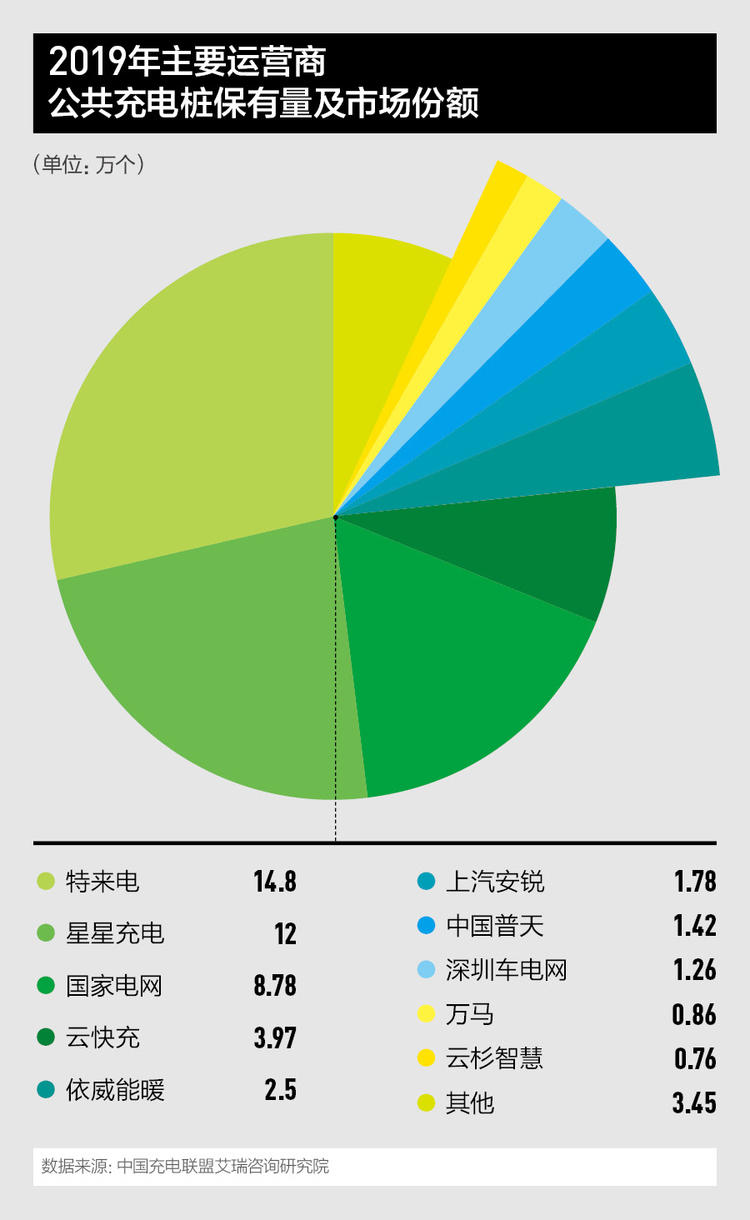 2019年主要运营商
公共充电桩保有量及市场份额
（单位：万个）
特来电 14.8
星星充电 12
国家电网 8.78
云快充 3.97
依威能暖 2.5
上汽安锐 1.78
中国普天 1.42
深圳车电网 1.26
万马 0.86
云杉智慧 0.76
其他 3.45
数据来源：中国充电联盟艾瑞咨询研究院